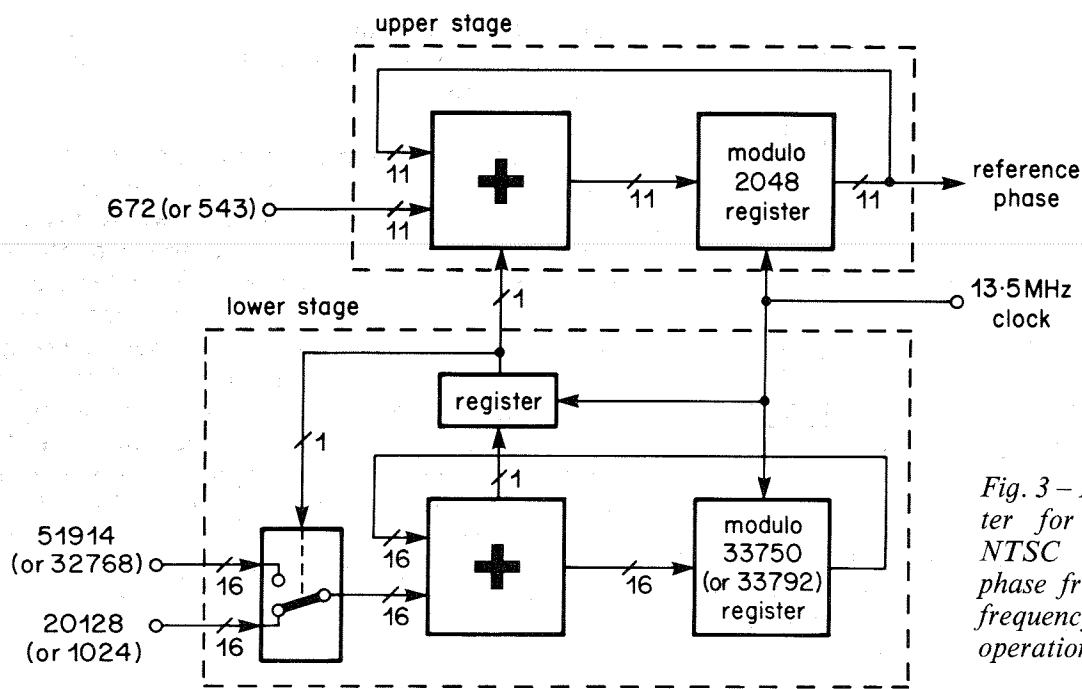 upper stage
11
11
+
11
modulo
2048
register
11
reference
phase
672 (or 543)
1
13·5MHz
clock
lower stage
register
1
1
51914
(or 32768)
16
20128
(or 1024)
16
16
16
+
16
modulo
33750
(or 33792)
register
Fig. 3 –
ter for
NTSC
phase fr
frequency
operation